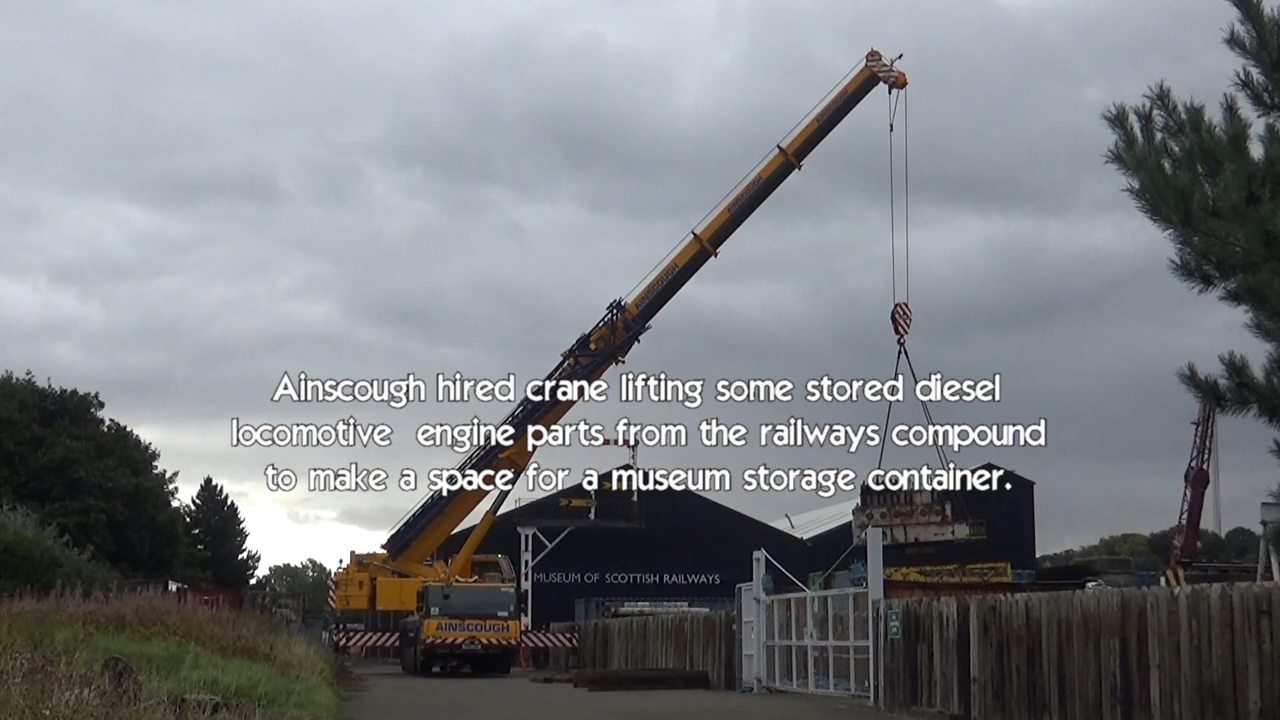 AINSCOUGH
Ainscough hired crane lifting some stored diesel
locomotive engine parts from the railways compound
to make a space for a museum storage container.
MUSEUM OF SCOTTISH RAILWAYS
AINSCOUGH